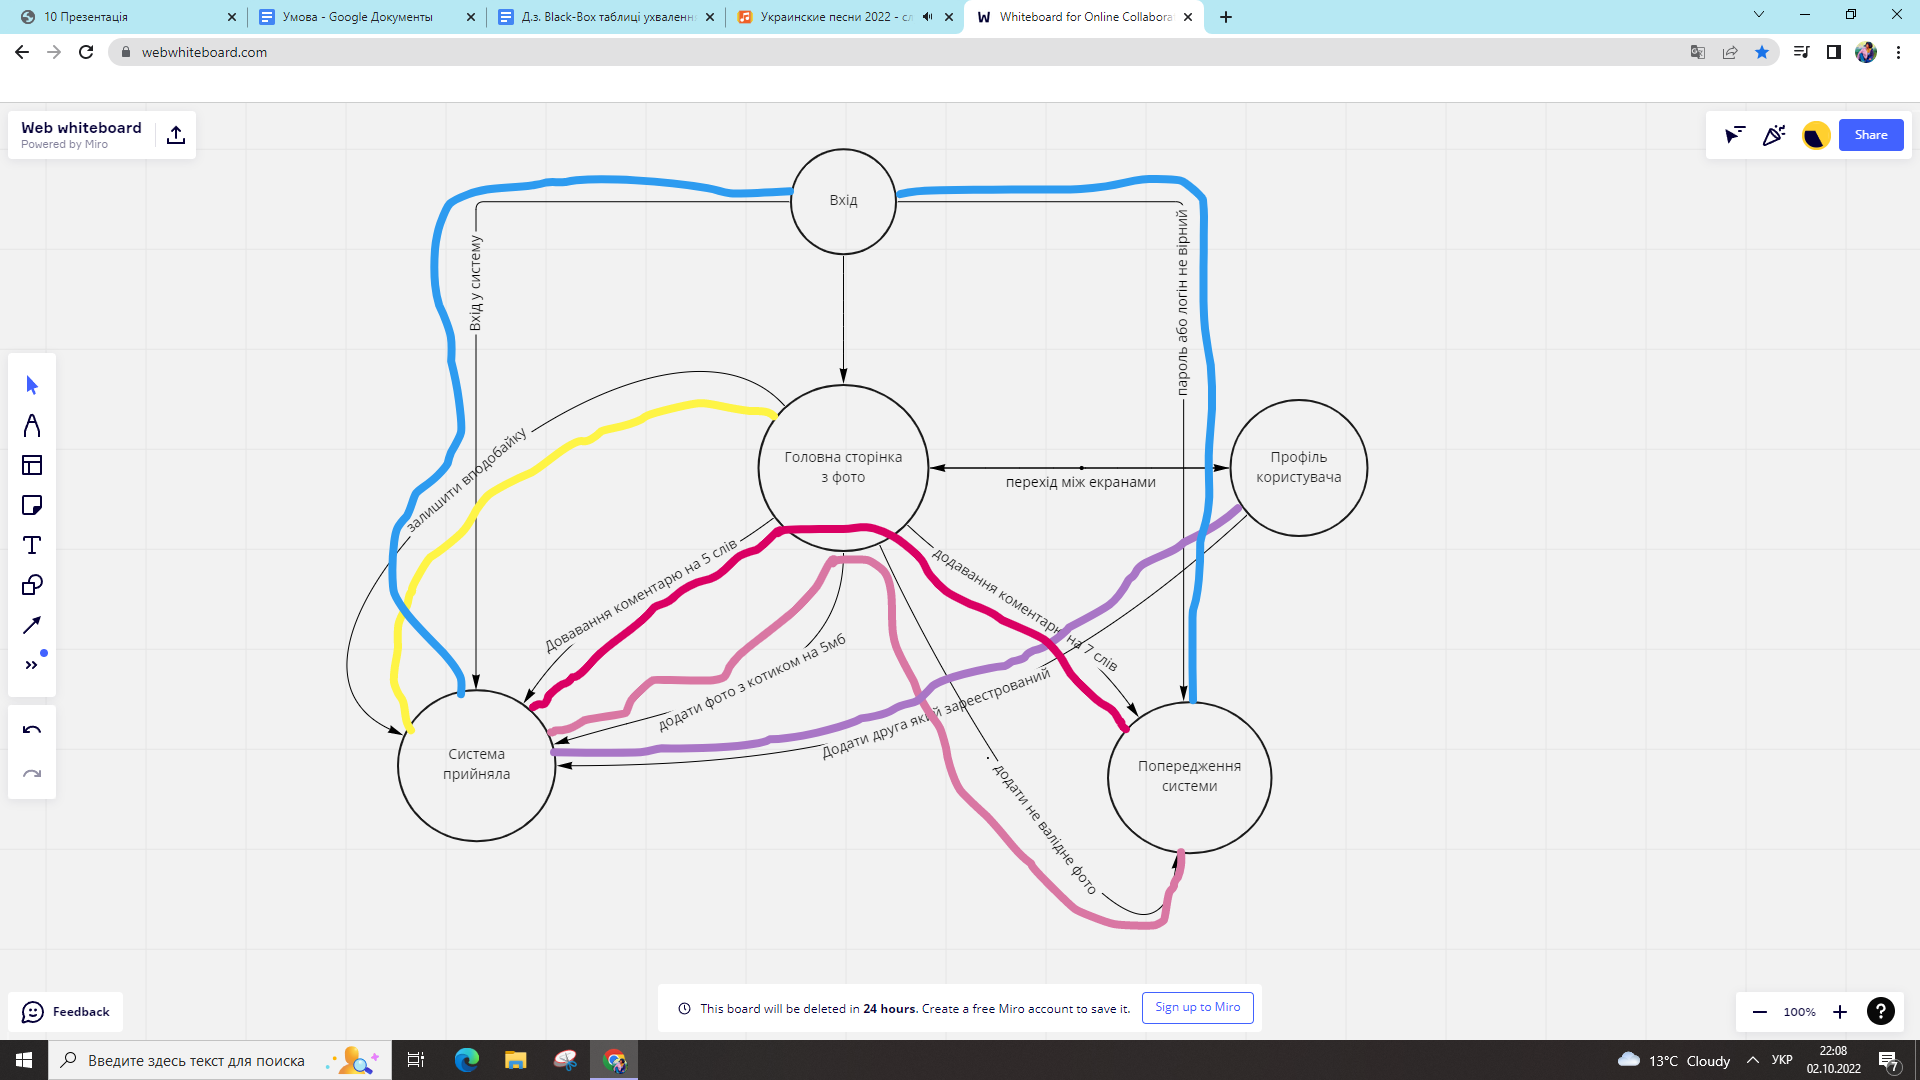 10 Презентація
Умова - Google Документы
Д.з. Black-Box таблиці ухвален
Украинские песни 2022 - сл
Whiteboard for Online Collabora
webwhiteboard.com
Web whiteboard
Powered by Miro
Share
Вхід
Вхід у систему
пароль або логін не вірний
залишити вподобайку
Головна сторінка
з фото
перехід між екранами
Профіль
користувача
Довавання коментарю на 5 слів
додавання коментарю на 7 слів
додати фото з котиком на 5мб
Додати друга який зареестрований
додати не валідне фото
Система
прийняла
Попередження
системи
Feedback
This board will be deleted in 24 hours. Create a free Miro account to save it.
Sign up to Miro
100%
Введите здесь текст для поиска
13°C Cloudy
УКР
22:08
02.10.2022
7